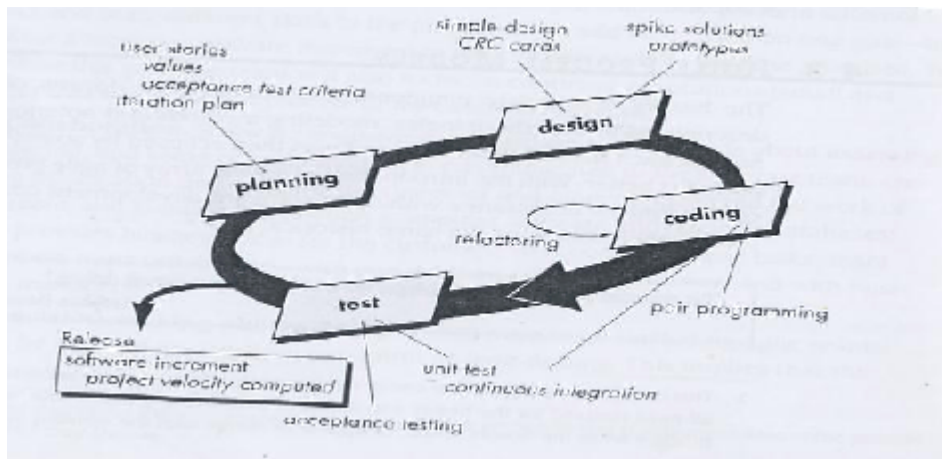 simple design
CRC cards
spike solutions
prototypes
user stories
values
acceptance test criteria
iteration plan
design
planning
coding
refactoring
test
pair programming
Release
software increment
project velocity computed
unit test
continuous integration
acceptance testing